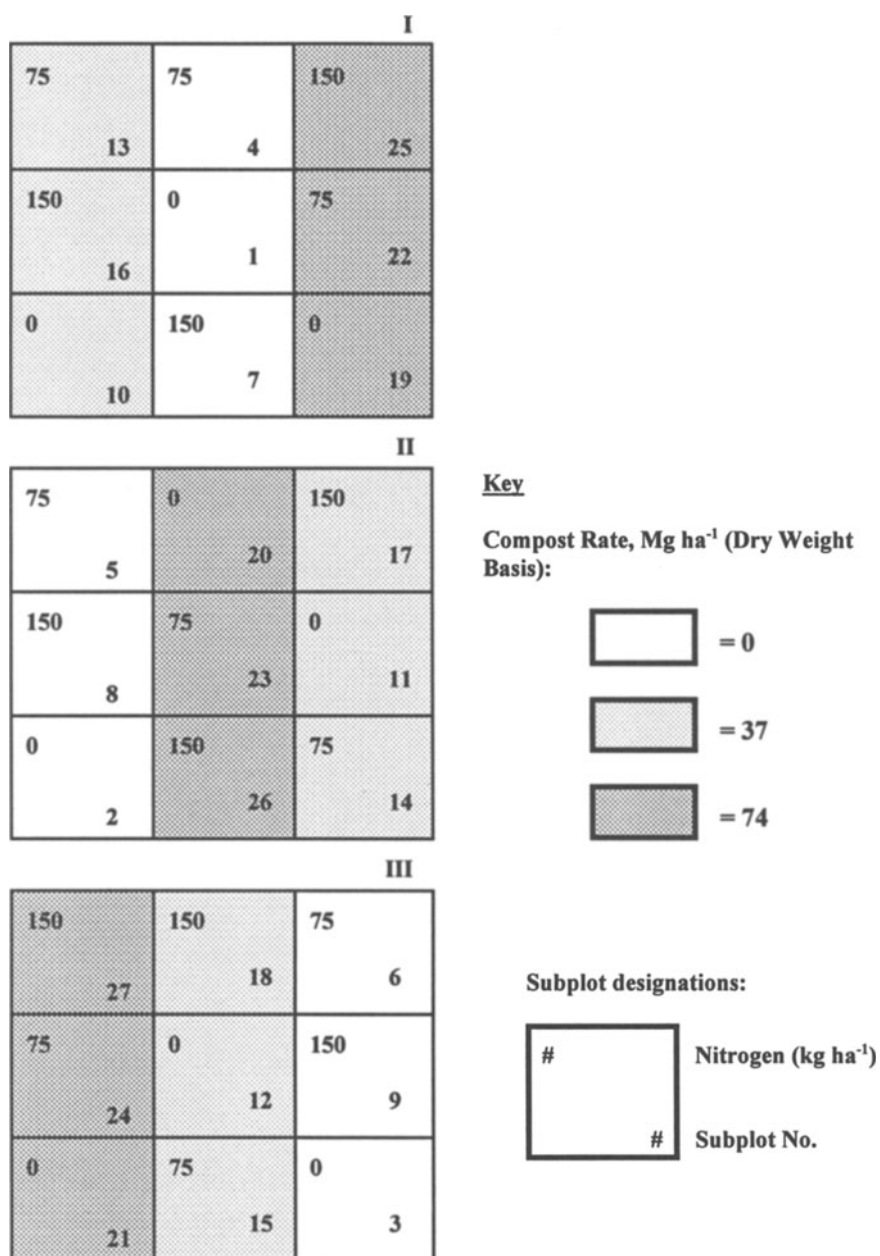 I
75 75 150
13 4 25
150 0 75
16 1 22
0 150 0
10 7 19
II
75 0 150
5 20 17
150 75 0
8 23 11
0 150 75
2 26 14
Key
Compost Rate, Mg ha⁻¹ (Dry Weight
Basis):
= 0
= 37
= 74
III
150 150 75
27 18 6
75 0 150
24 12 9
0 75 0
21 15 3
Subplot designations:
# Nitrogen (kg ha⁻¹)
# Subplot No.